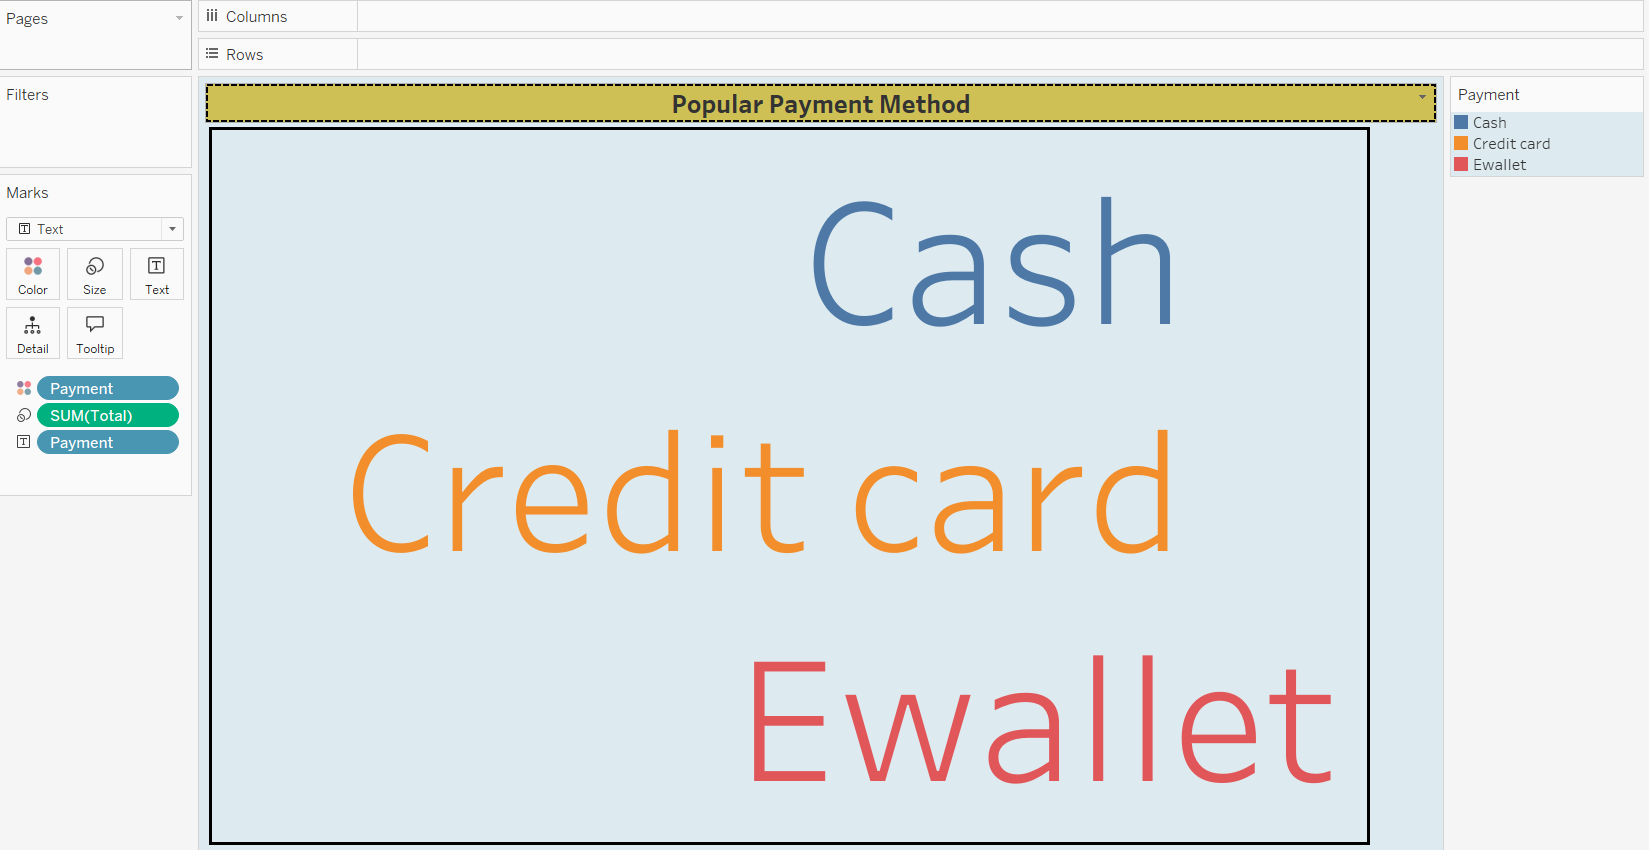 Pages
Columns
Rows
Filters
Marks
Text
Color
Size
Text
Detail
Tooltip
Payment
SUM(Total)
Payment
Popular Payment Method
Cash
Credit card
Ewallet
Payment
Cash
Credit card
Ewallet